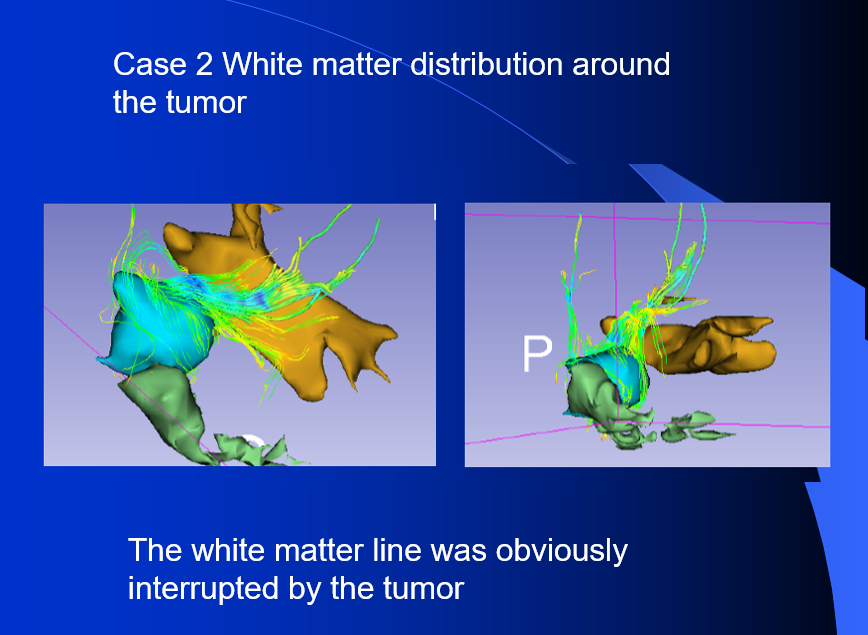 Case 2 White matter distribution around
the tumor
P
The white matter line was obviously
interrupted by the tumor